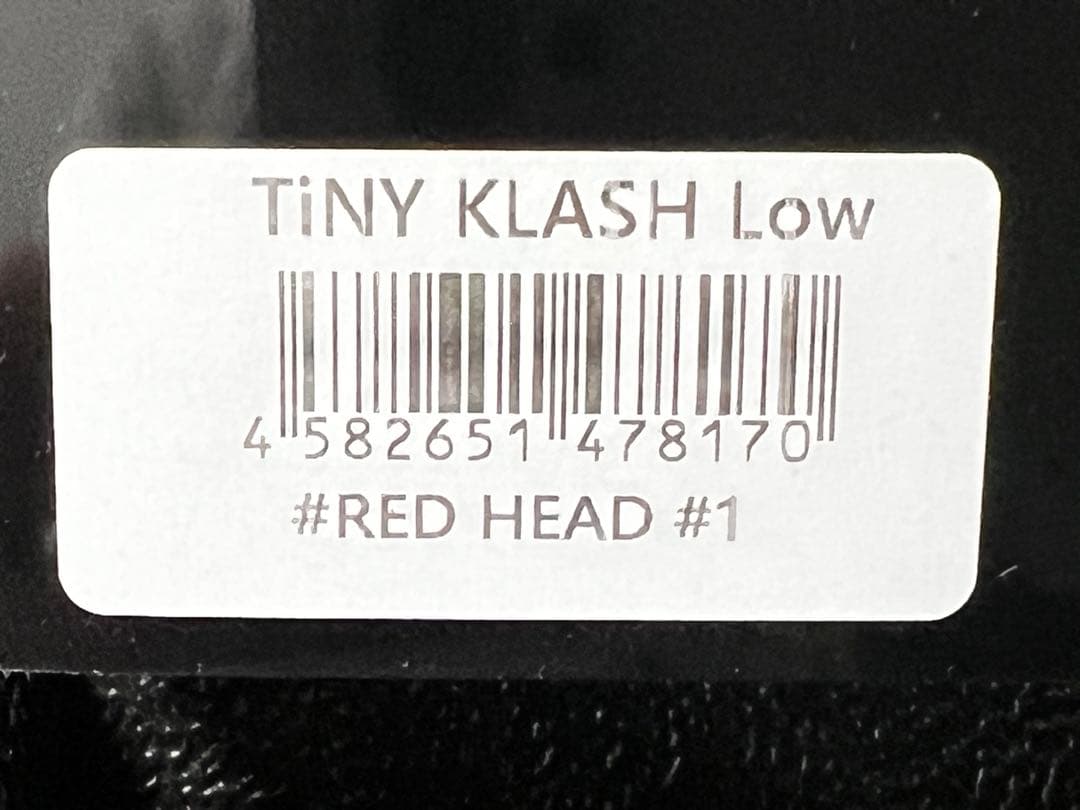 TiNY KLASH Low
4 582651 478170
#RED HEAD #1